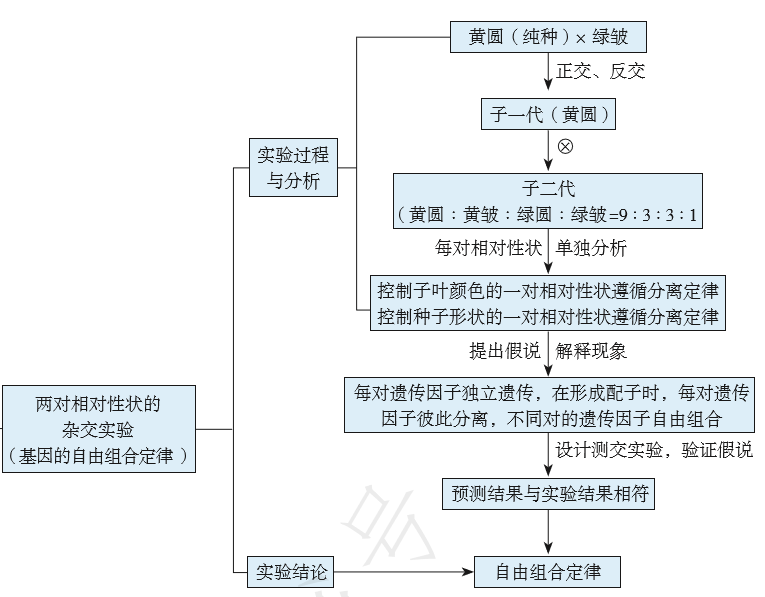 黄圆（纯种）× 绿皱
正交、反交
子一代（黄圆）
⊗
实验过程
与分析
子二代
（黄圆∶黄皱∶绿圆∶绿皱=9∶3∶3∶1
每对相对性状 单独分析
控制子叶颜色的一对相对性状遵循分离定律
控制种子形状的一对相对性状遵循分离定律
提出假说 解释现象
每对遗传因子独立遗传，在形成配子时，每对遗传
因子彼此分离，不同对的遗传因子自由组合
两对相对性状的
杂交实验
（基因的自由组合定律）
设计测交实验，验证假说
预测结果与实验结果相符
实验结论
自由组合定律